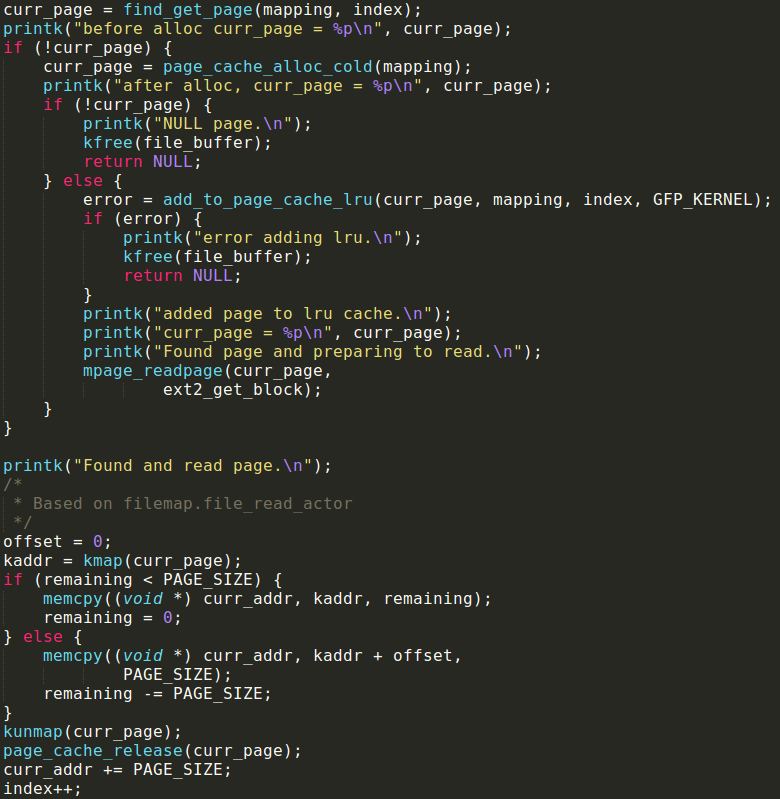 curr_page = find_get_page(mapping, index);
printk("before alloc curr_page = %p\n", curr_page);
if (!curr_page) {
    curr_page = page_cache_alloc_cold(mapping);
    printk("after alloc, curr_page = %p\n", curr_page);
    if (!curr_page) {
        printk("NULL page.\n");
        kfree(file_buffer);
        return NULL;
    } else {
        error = add_to_page_cache_lru(curr_page, mapping, index, GFP_KERNEL);
        if (error) {
            printk("error adding lru.\n");
            kfree(file_buffer);
            return NULL;
        }
        printk("added page to lru cache.\n");
        printk("curr_page = %p\n", curr_page);
        printk("Found page and preparing to read.\n");
        mpage_readpage(curr_page,
                ext2_get_block);
    }
}

printk("Found and read page.\n");
/*
 * Based on filemap.file_read_actor
 */
offset = 0;
kaddr = kmap(curr_page);
if (remaining < PAGE_SIZE) {
    memcpy((void *) curr_addr, kaddr, remaining);
    remaining = 0;
} else {
    memcpy((void *) curr_addr, kaddr + offset,
            PAGE_SIZE);
    remaining -= PAGE_SIZE;
}
kunmap(curr_page);
page_cache_release(curr_page);
curr_addr += PAGE_SIZE;
index++;